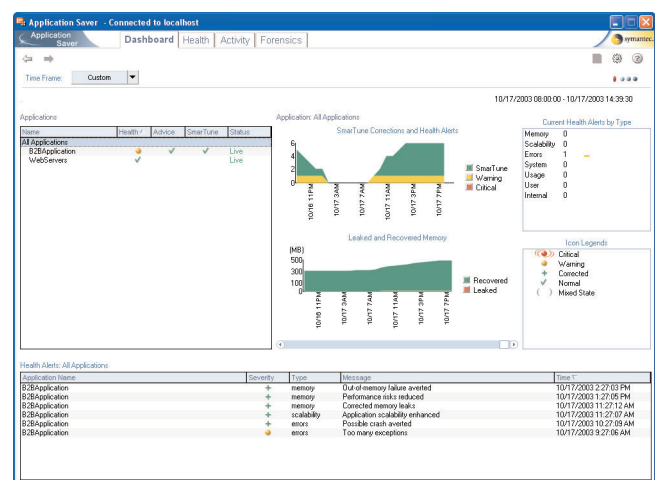 Application Saver - Connected to localhost
Application Saver
Dashboard Health Activity Forensics
symantec.
Time Frame: Custom
10/17/2003 08:00:00 - 10/17/2003 14:39:30
Applications
Name Health / Advice SmarTune Status
All Applications
B2BApplication Live
WebServers Live
Application: All Applications
SmarTune Corrections and Health Alerts
6
4
2
0
10/16 11PM
10/17 3AM
10/17 7AM
10/17 11AM
10/17 3PM
10/17 7PM
SmarTune
Warning
Critical
Leaked and Recovered Memory
(MB)
500
300
100
0
10/16 11PM
10/17 3AM
10/17 7AM
10/17 11AM
10/17 3PM
10/17 7PM
Recovered
Leaked
Current Health Alerts by Type
Memory 0
Scalability 0
Errors 1
System 0
Usage 0
User 0
Internal 0
Icon Legends
Critical
Warning
Corrected
Normal
( ) Mixed State
Health Alerts: All Applications
Application Name Severity Type Message Time
B2BApplication + memory Out-of-memory failure averted 10/17/2003 2:27:03 PM
B2BApplication + memory Performance risks reduced 10/17/2003 1:27:05 PM
B2BApplication + memory Corrected memory leaks 10/17/2003 11:27:12 AM
B2BApplication + scalability Application scalability enhanced 10/17/2003 11:27:07 AM
B2BApplication + errors Possible crash averted 10/17/2003 10:27:09 AM
B2BApplication errors Too many exceptions 10/17/2003 9:27:06 AM